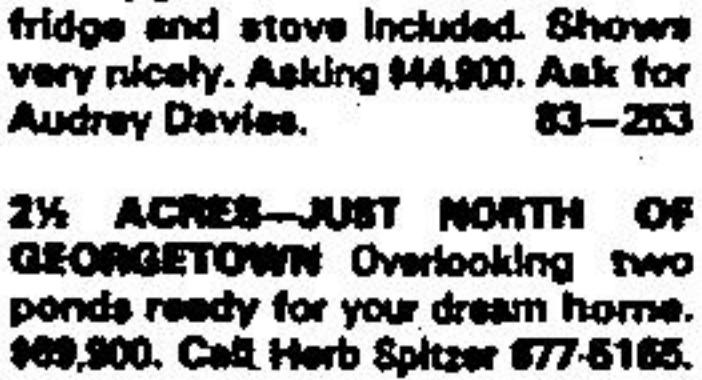 fridge and stove included. Shows
very nicely. Asking $44,900. Ask for
Audrey Davies. 83—263
2½ ACRES—JUST NORTH OF
GEORGETOWN Overlooking two
ponds ready for your dream home.
$69,900. Call Herb Spitzer 877-5165.